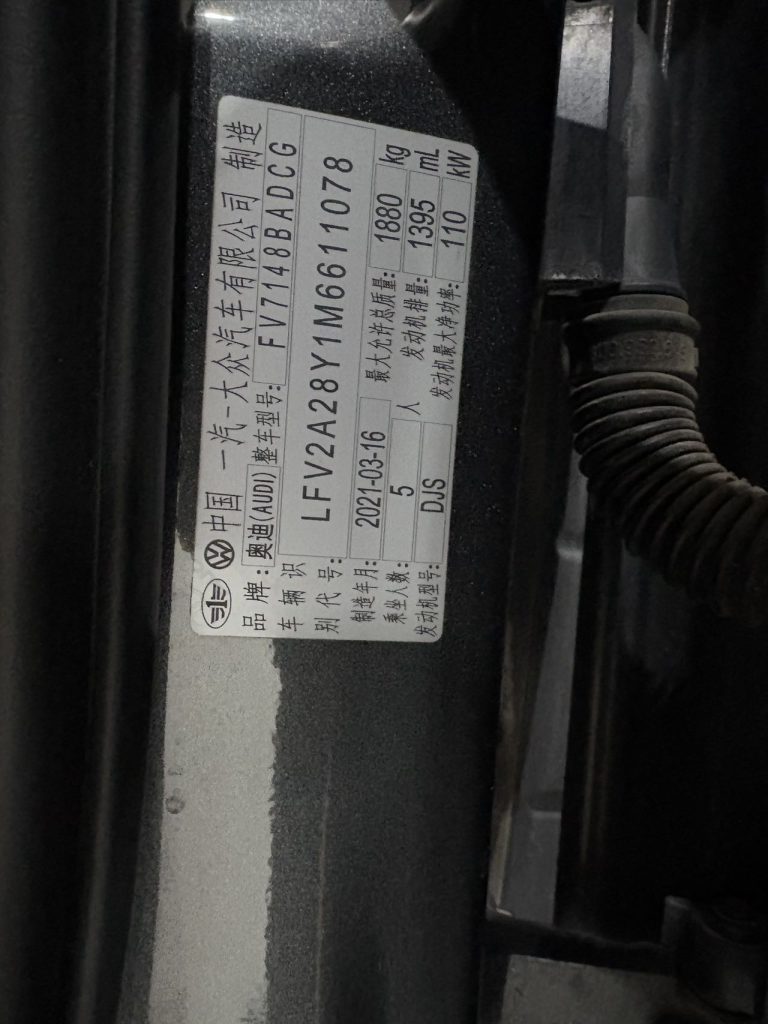 中国 一汽-大众汽车有限公司 制造
品牌: 奥迪(AUDI) 整车型号: FV7148BADCG
车辆识别代号: LFV2A28Y1M6611078
制造年月: 2021-03-16 最大允许总质量: 1880 kg
乘坐人数: 5 人 发动机排量: 1395 mL
发动机型号: DJS 发动机最大净功率: 110 kW